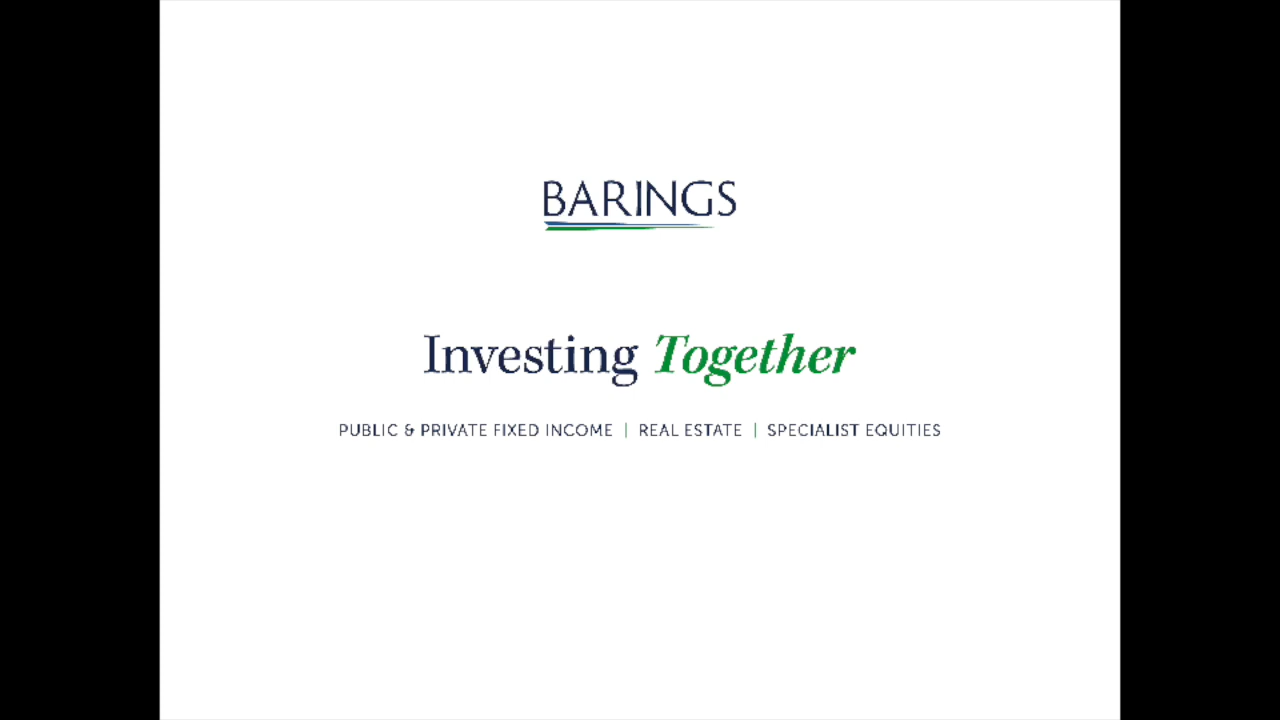 BARINGS
Investing Together
PUBLIC & PRIVATE FIXED INCOME | REAL ESTATE | SPECIALIST EQUITIES